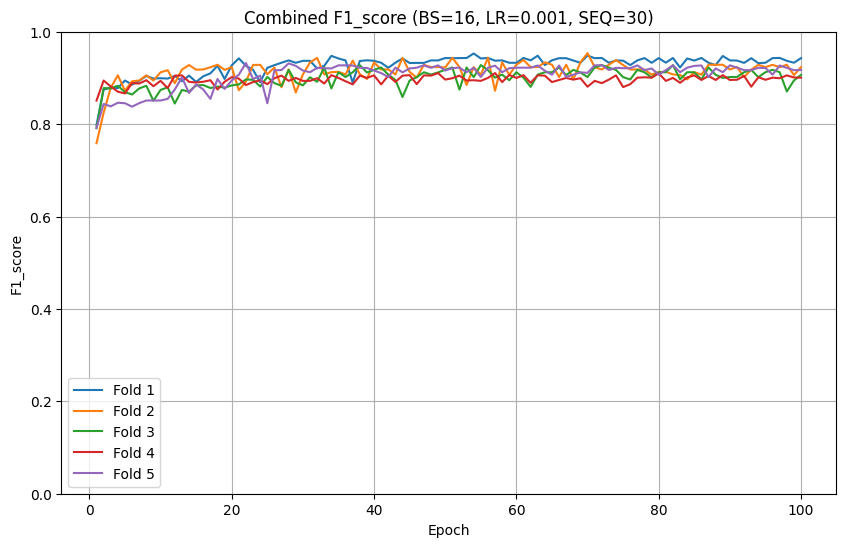 Combined F1_score (BS=16, LR=0.001, SEQ=30)
1.0
0.8
0.6
0.4
0.2
0.0
F1_score
Fold 1
Fold 2
Fold 3
Fold 4
Fold 5
0 20 40 60 80 100
Epoch